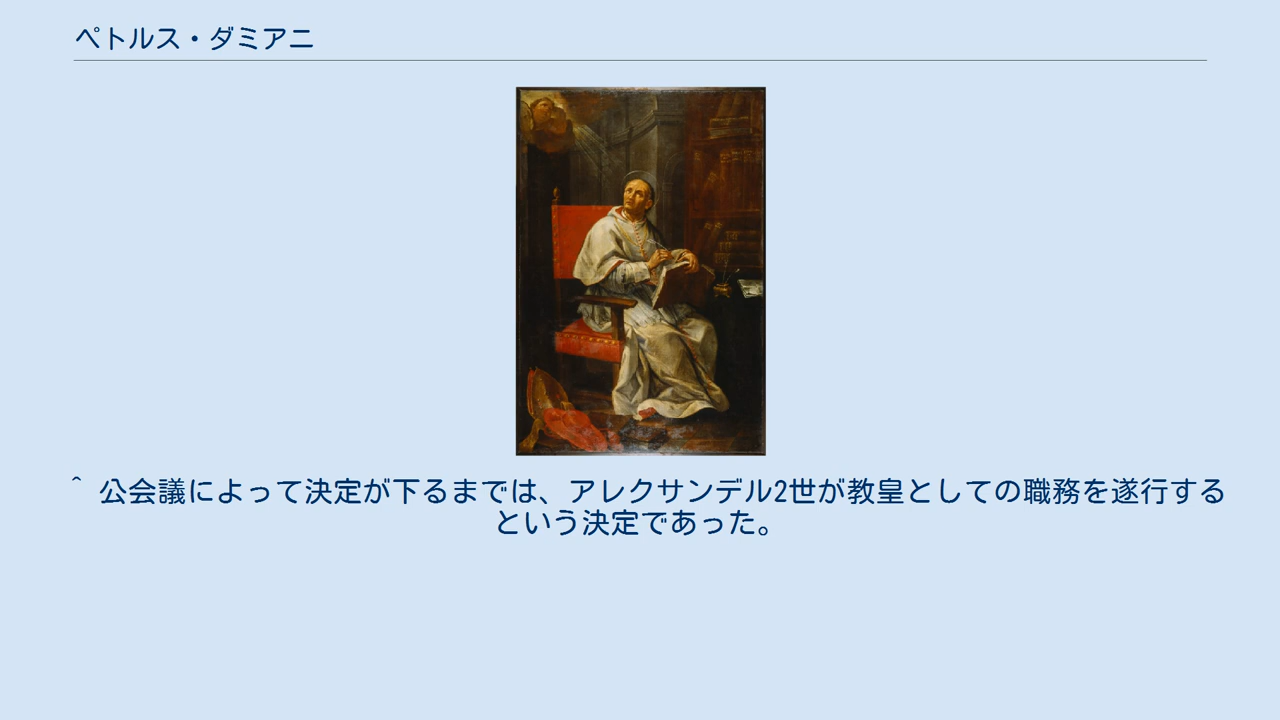 ペトルス・ダミアニ
^ 公会議によって決定が下るまでは、アレクサンデル2世が教皇としての職務を遂行する
という決定であった。